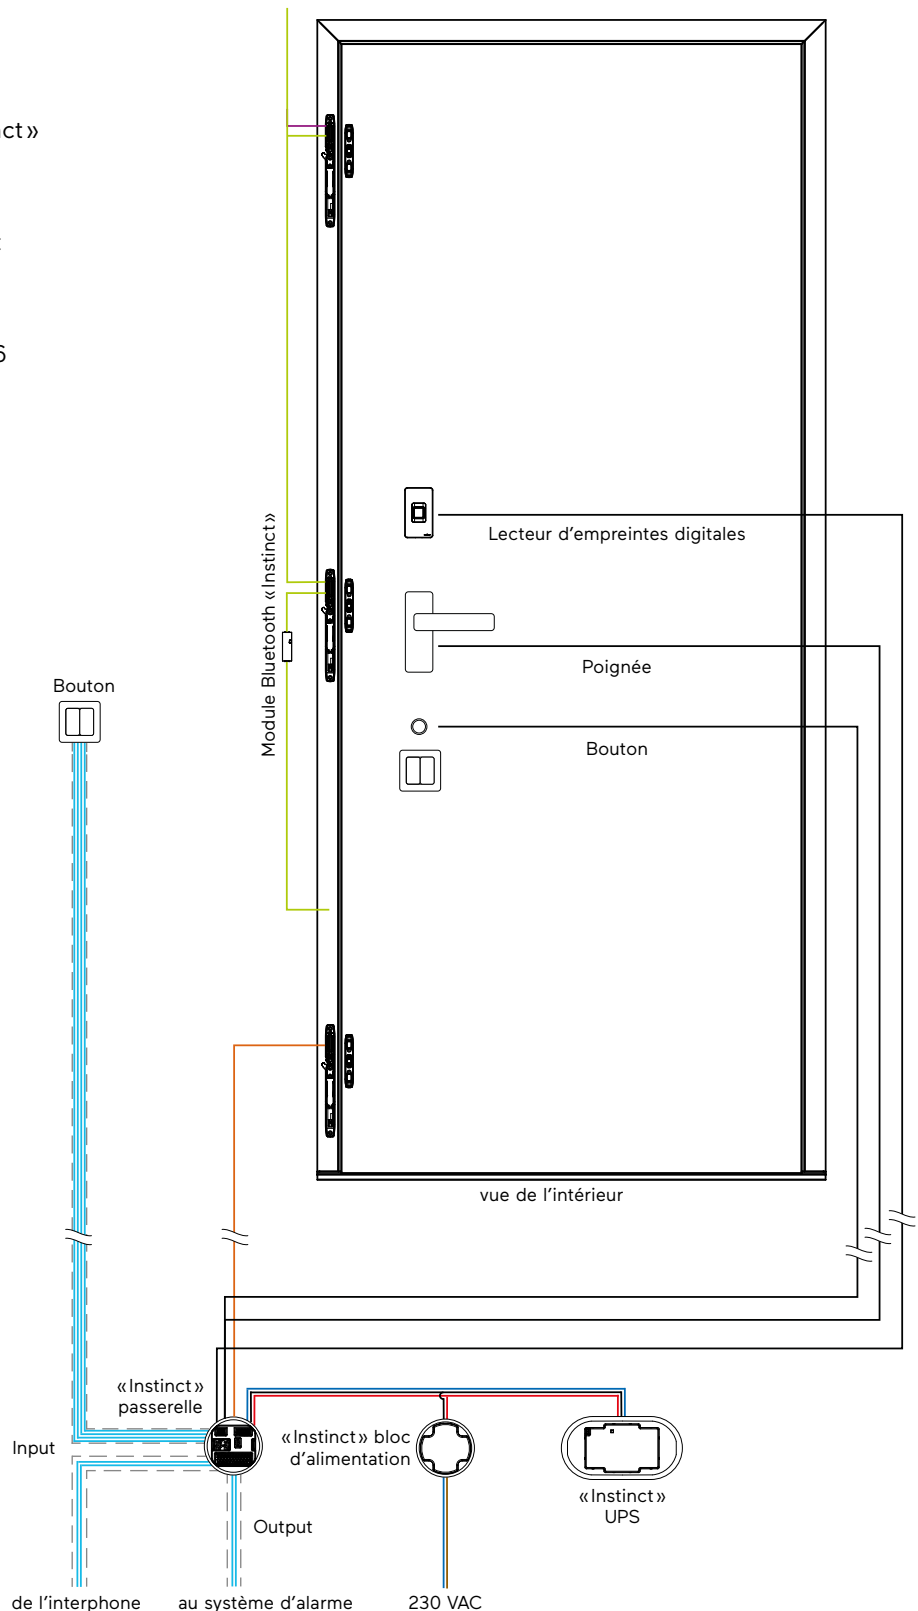 ct»
6
Lecteur d'empreintes digitales
Module Bluetooth «Instinct»
Poignée
Bouton
Bouton
vue de l'intérieur
«Instinct»
passerelle
Input
«Instinct» bloc
d'alimentation
«Instinct»
UPS
Output
de l'interphone
au système d'alarme
230 VAC